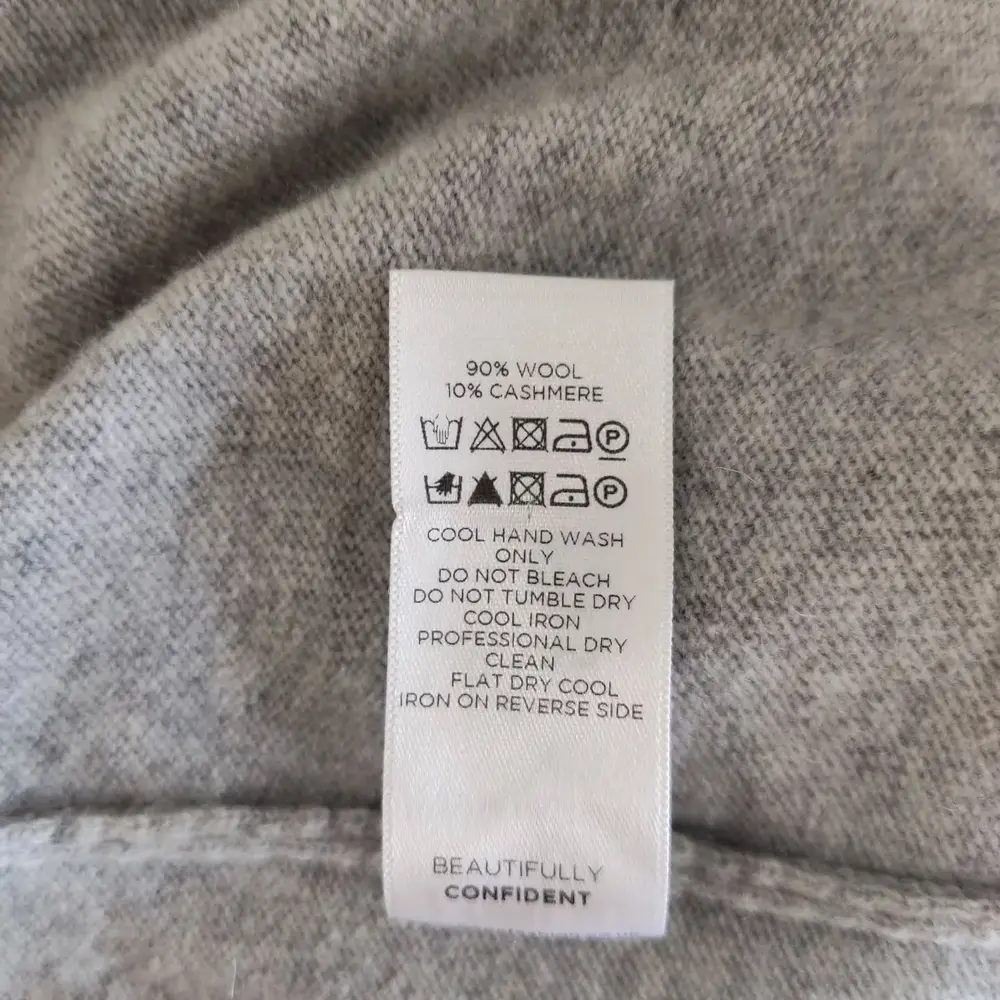 90% WOOL
10% CASHMERE
P
P
COOL HAND WASH
ONLY
DO NOT BLEACH
DO NOT TUMBLE DRY
COOL IRON
PROFESSIONAL DRY
CLEAN
FLAT DRY COOL
IRON ON REVERSE SIDE
BEAUTIFULLY
CONFIDENT